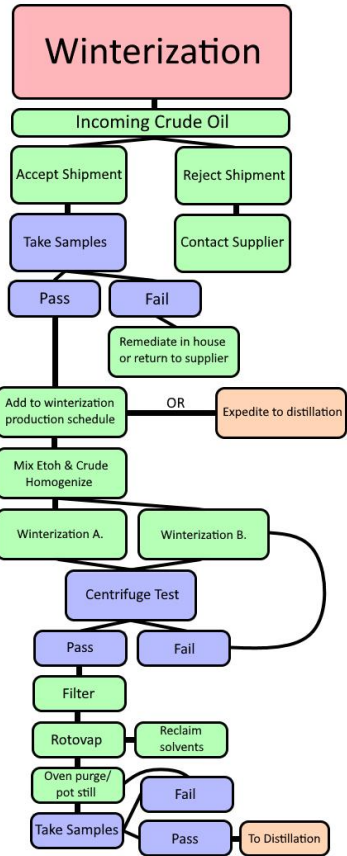 Winterization
Incoming Crude Oil
Accept Shipment
Reject Shipment
Take Samples
Contact Supplier
Pass
Fail
Remediate in house
or return to supplier
Add to winterization
production schedule
OR
Expedite to distillation
Mix Etoh & Crude
Homogenize
Winterization A.
Winterization B.
Centrifuge Test
Pass
Fail
Filter
Rotovap
Reclaim
solvents
Oven purge/
pot still
Fail
Take Samples
Pass
To Distillation